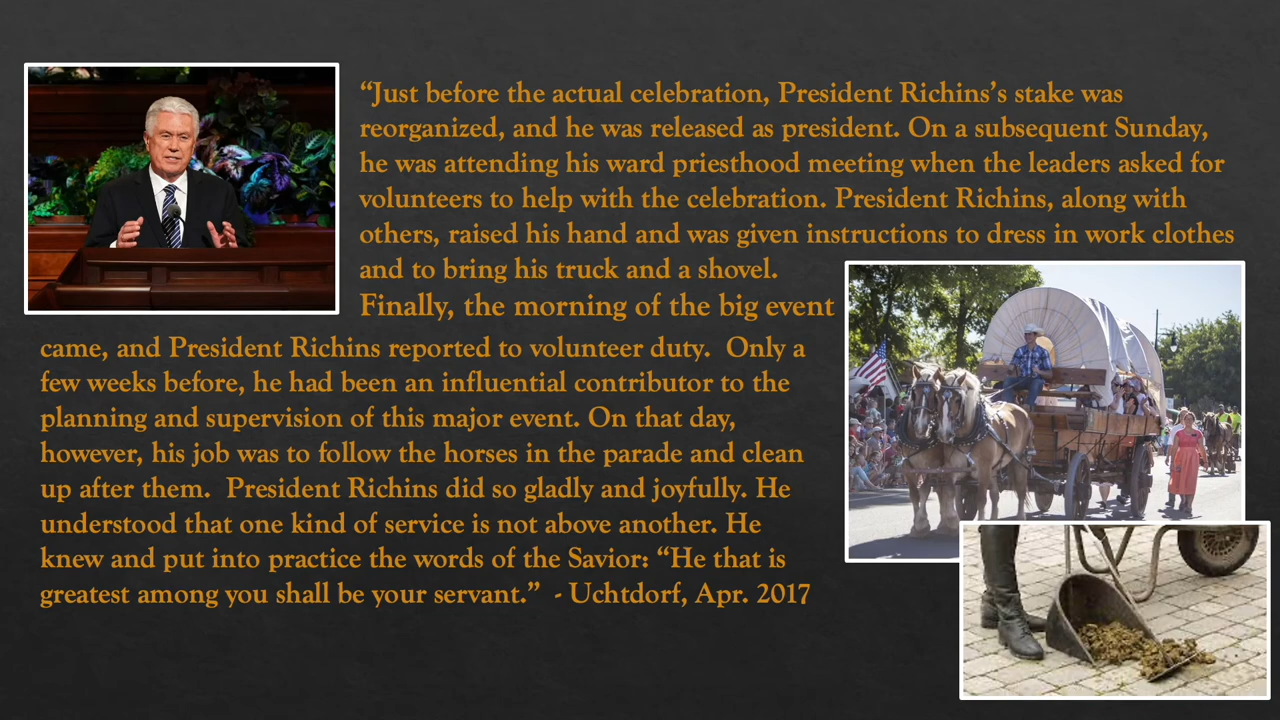 “Just before the actual celebration, President Richins’s stake was
reorganized, and he was released as president. On a subsequent Sunday,
he was attending his ward priesthood meeting when the leaders asked for
volunteers to help with the celebration. President Richins, along with
others, raised his hand and was given instructions to dress in work clothes
and to bring his truck and a shovel.
Finally, the morning of the big event
came, and President Richins reported to volunteer duty.  Only a
few weeks before, he had been an influential contributor to the
planning and supervision of this major event. On that day,
however, his job was to follow the horses in the parade and clean
up after them.  President Richins did so gladly and joyfully. He
understood that one kind of service is not above another. He
knew and put into practice the words of the Savior: “He that is
greatest among you shall be your servant.”  - Uchtdorf, Apr. 2017